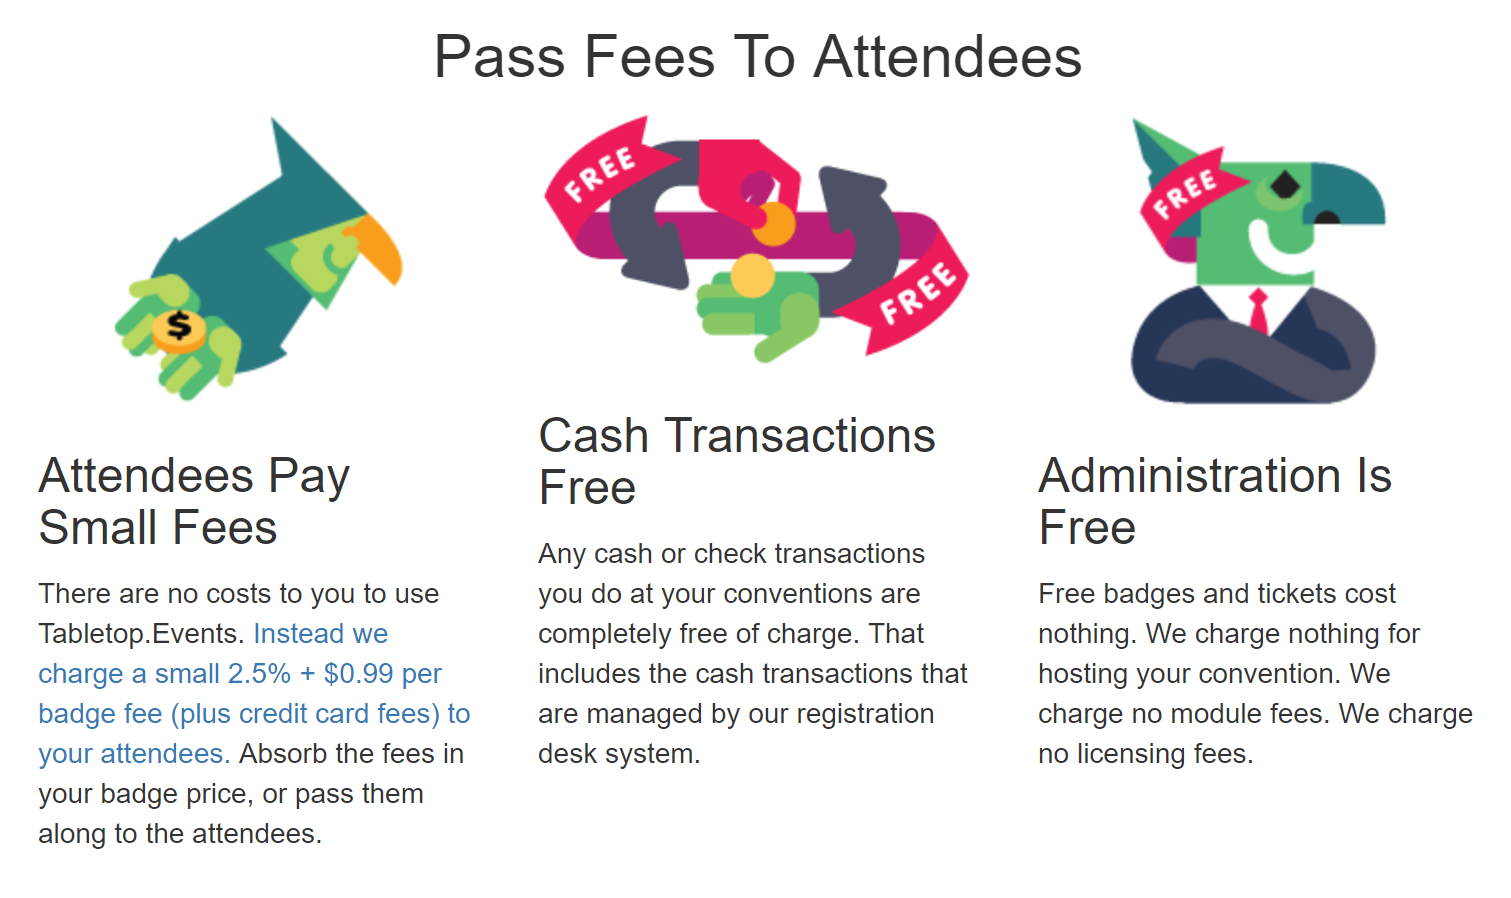 Pass Fees To Attendees
FREE
FREE
FREE
$
Attendees Pay
Small Fees
There are no costs to you to use
Tabletop.Events. Instead we
charge a small 2.5% + $0.99 per
badge fee (plus credit card fees) to
your attendees. Absorb the fees in
your badge price, or pass them
along to the attendees.
Cash Transactions
Free
Any cash or check transactions
you do at your conventions are
completely free of charge. That
includes the cash transactions that
are managed by our registration
desk system.
Administration Is
Free
Free badges and tickets cost
nothing. We charge nothing for
hosting your convention. We
charge no module fees. We charge
no licensing fees.